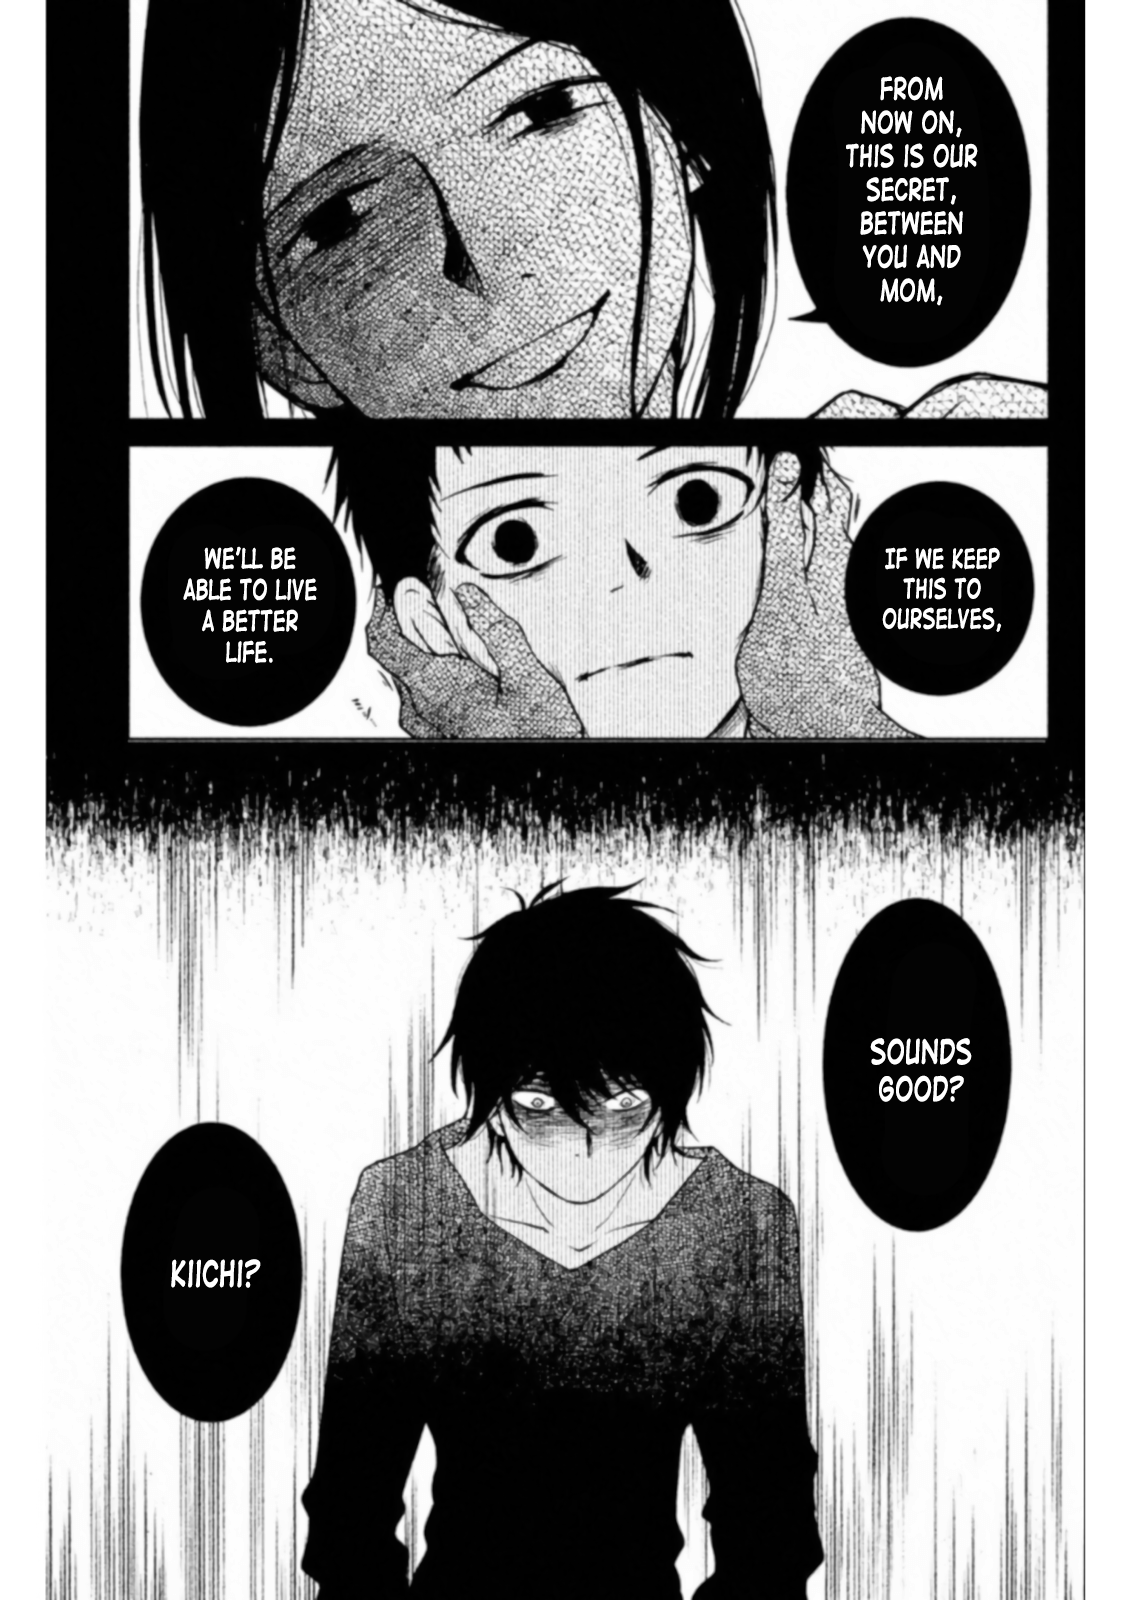 FROM
NOW ON,
THIS IS OUR
SECRET,
BETWEEN
YOU AND
MOM,
IF WE KEEP
THIS TO
OURSELVES,
WE'LL BE
ABLE TO LIVE
A BETTER
LIFE.
SOUNDS
GOOD?
KIICHI?